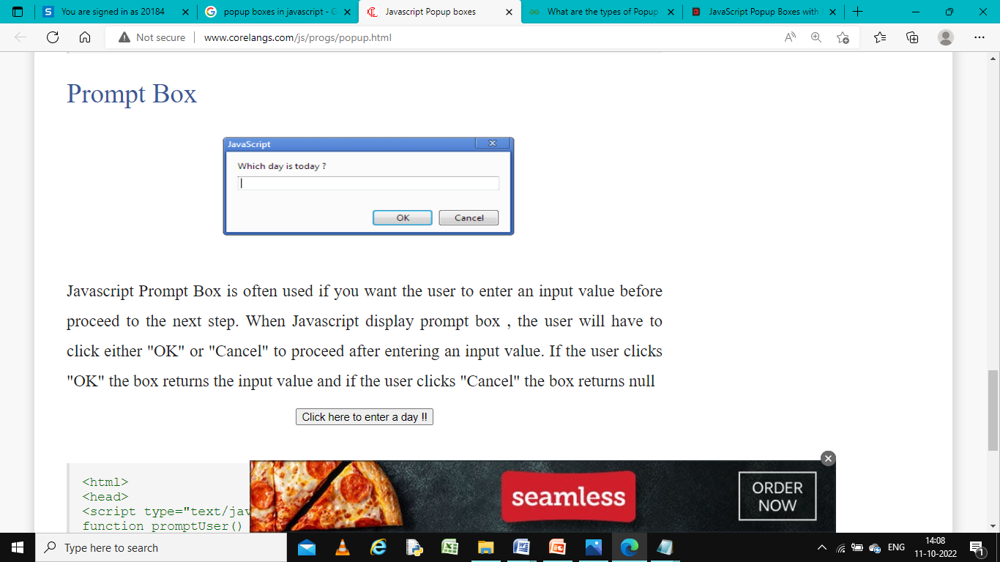 You are signed in as 20184
popup boxes in javascript - G
Javascript Popup boxes
What are the types of Popup
JavaScript Popup Boxes with
Not secure
www.corelangs.com/js/progs/popup.html
Prompt Box
JavaScript
Which day is today ?
OK
Cancel
Javascript Prompt Box is often used if you want the user to enter an input value before
proceed to the next step. When Javascript display prompt box , the user will have to
click either "OK" or "Cancel" to proceed after entering an input value. If the user clicks
"OK" the box returns the input value and if the user clicks "Cancel" the box returns null
Click here to enter a day !!
<html>
<head>
<script type="text/jav
function promptUser()
seamless
ORDER
NOW
Type here to search
ENG
14:08
11-10-2022
1